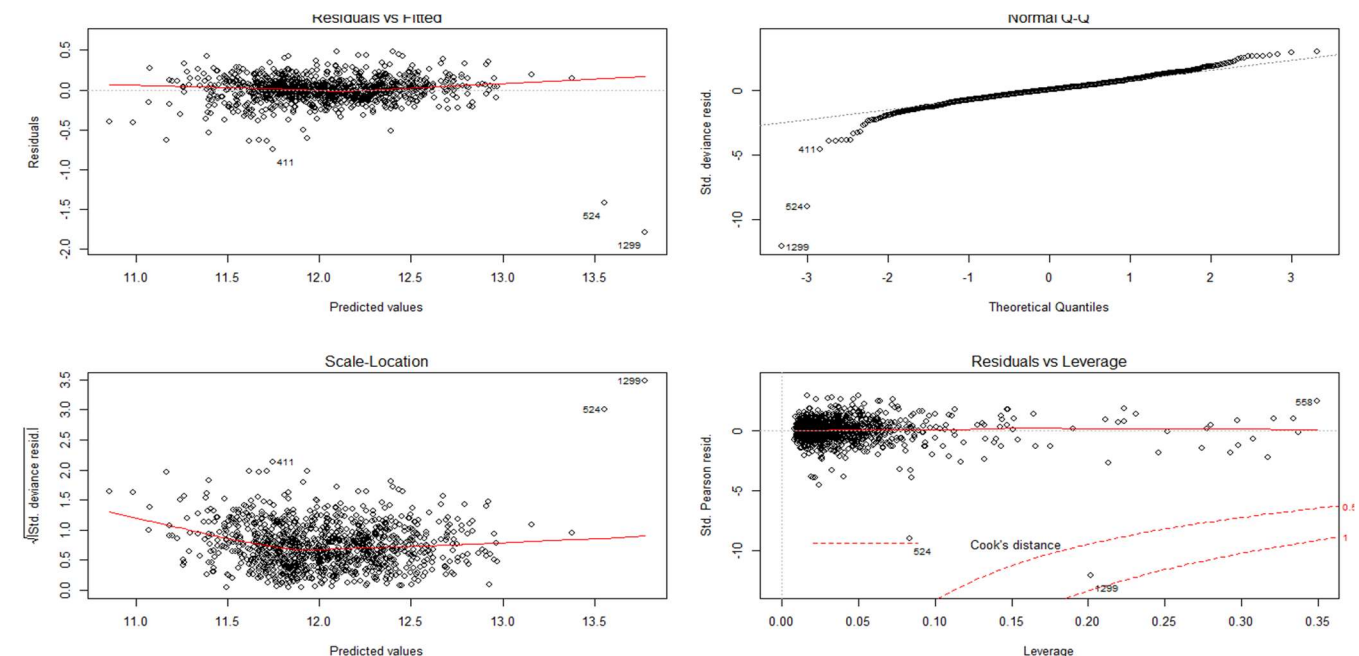 Residuals vs Fitted
Residuals
0.5
0.0
-0.5
-1.0
-1.5
-2.0
411
524
1299
11.0 11.5 12.0 12.5 13.0 13.5
Predicted values
Normal Q-Q
Std. deviance resid.
0
-5
-10
411
524
1299
-3 -2 -1 0 1 2 3
Theoretical Quantiles
Scale-Location
√|Std. deviance resid.|
3.5
3.0
2.5
2.0
1.5
1.0
0.5
0.0
1299
524
411
11.0 11.5 12.0 12.5 13.0 13.5
Predicted values
Residuals vs Leverage
Std. Pearson resid.
0
-5
-10
558
0.5
524
Cook's distance
1
1299
0.00 0.05 0.10 0.15 0.20 0.25 0.30 0.35
Leverage